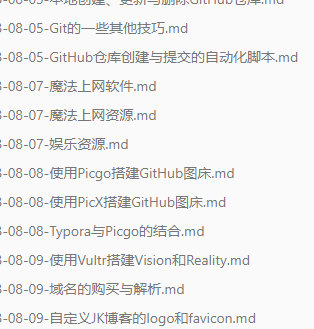 -08-05-本地创建、更新与删除GitHub仓库.md
-08-05-Git的一些其他技巧.md
-08-05-GitHub仓库创建与提交的自动化脚本.md
-08-07-魔法上网软件.md
-08-07-魔法上网资源.md
-08-07-娱乐资源.md
-08-08-使用Picgo搭建GitHub图床.md
-08-08-使用PicX搭建GitHub图床.md
-08-08-Typora与Picgo的结合.md
-08-09-使用Vultr搭建Vision和Reality.md
-08-09-域名的购买与解析.md
-08-09-自定义JK博客的logo和favicon.md